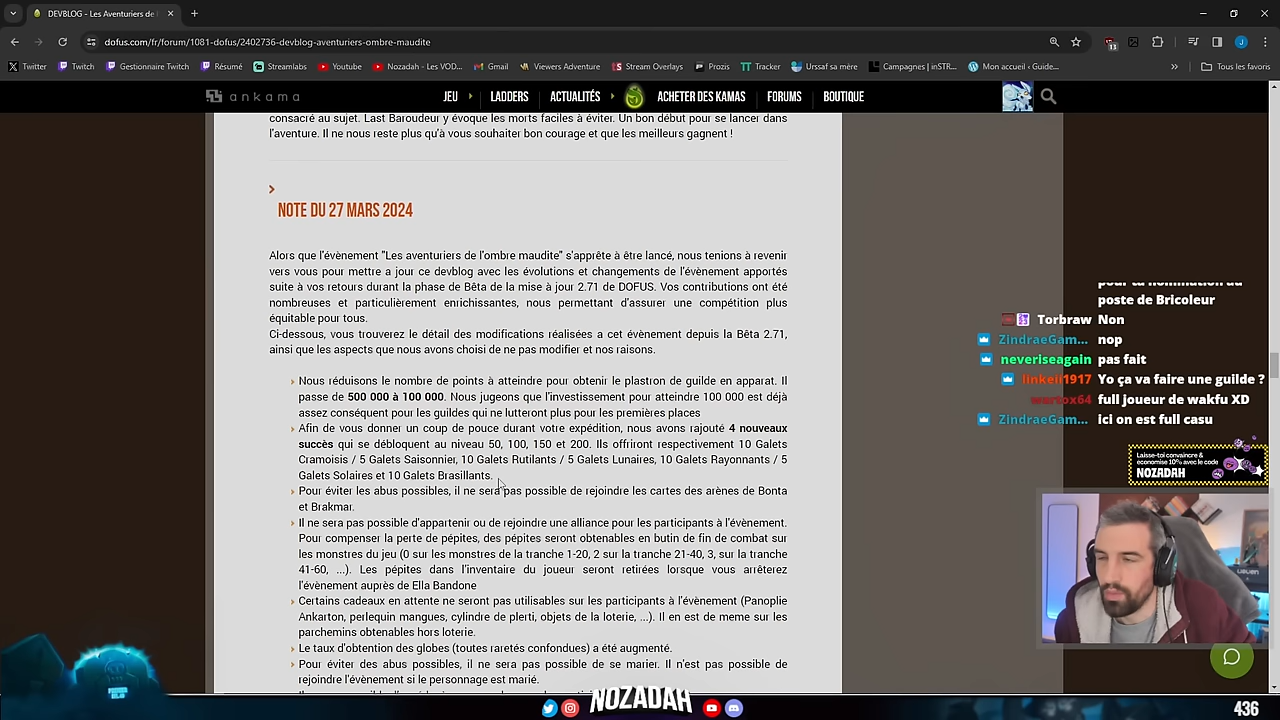 DEVBLOG - Les Aventuriers de l
dofus.com/fr/forum/1081-dofus/2402736-devblog-aventuriers-ombre-maudite
Twitter
Twitch
Gestionnaire Twitch
Résumé
Streamlabs
Youtube
Nozadah - Les VOD...
Gmail
Viewers Adventure
Stream Overlays
Prozis
Tracker
Urssaf sa mère
Campagnes | inSTR...
Mon accueil ‹ Guide...
Tous les favoris
ankama
JEU
LADDERS
ACTUALITÉS
ACHETER DES KAMAS
FORUMS
BOUTIQUE
consacré au sujet. Last Baroudeur y évoque les morts faciles à éviter. Un bon début pour se lancer dans
l'aventure. Il ne nous reste plus qu'à vous souhaiter bon courage et que les meilleurs gagnent !
NOTE DU 27 MARS 2024
Alors que l'évènement "Les aventuriers de l'ombre maudite" s'apprête à être lancé, nous tenions à revenir
vers vous pour mettre a jour ce devblog avec les évolutions et changements de l'évènement apportés
suite à vos retours durant la phase de Bêta de la mise à jour 2.71 de DOFUS. Vos contributions ont été
nombreuses et particulièrement enrichissantes, nous permettant d'assurer une compétition plus
équitable pour tous.
Ci-dessous, vous trouverez le détail des modifications réalisées a cet évènement depuis la Bêta 2.71,
ainsi que les aspects que nous avons choisi de ne pas modifier et nos raisons.
Nous réduisons le nombre de points à atteindre pour obtenir le plastron de guilde en apparat. Il
passe de 500 000 à 100 000. Nous jugeons que l'investissement pour atteindre 100 000 est déjà
assez conséquent pour les guildes qui ne lutteront plus pour les premières places
Afin de vous donner un coup de pouce durant votre expédition, nous avons rajouté 4 nouveaux
succès qui se débloquent au niveau 50, 100, 150 et 200. Ils offriront respectivement 10 Galets
Cramoisis / 5 Galets Saisonnier, 10 Galets Rutilants / 5 Galets Lunaires, 10 Galets Rayonnants / 5
Galets Solaires et 10 Galets Brasillants.
Pour éviter les abus possibles, il ne sera pas possible de rejoindre les cartes des arènes de Bonta
et Brakmar.
Il ne sera pas possible d'appartenir ou de rejoindre une alliance pour les participants à l'évènement.
Pour compenser la perte de pépites, des pépites seront obtenables en butin de fin de combat sur
les monstres du jeu (0 sur les monstres de la tranche 1-20, 2 sur la tranche 21-40, 3, sur la tranche
41-60, ...). Les pépites dans l'inventaire du joueur seront retirées lorsque vous arrêterez
l'évènement auprès de Ella Bandone
Certains cadeaux en attente ne seront pas utilisables sur les participants à l'évènement (Panoplie
Ankarton, perlequin mangues, cylindre de plerti, objets de la loterie, ...). Il en est de meme sur les
parchemins obtenables hors loterie.
Le taux d'obtention des globes (toutes raretés confondues) a été augmenté.
Pour éviter des abus possibles, il ne sera pas possible de se marier. Il n'est pas possible de
rejoindre l'évènement si le personnage est marié.
poste de Bricoleur
Torbraw Non
ZindraeGam... nop
neveriseagain pas fait
linkeii1917 Yo ça va faire une guilde ?
wurtox64 full joueur de wakfu XD
ZindraeGam... ici on est full casu
Laisse-toi convaincre &
économise 10% avec le code
NOZADAH
NOZADAH
436